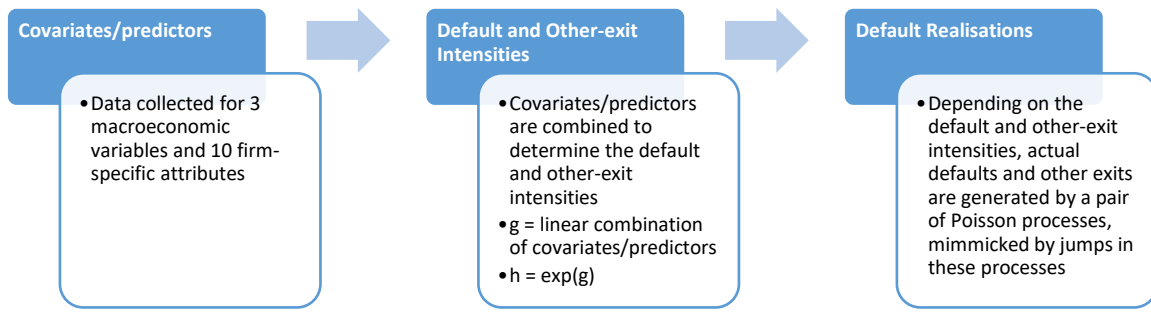 Covariates/predictors
•Data collected for 3
macroeconomic
variables and 10 firm-
specific attributes
Default and Other-exit
Intensities
•Covariates/predictors
are combined to
determine the default
and other-exit
intensities
•g = linear combination
of covariates/predictors
•h = exp(g)
Default Realisations
•Depending on the
default and other-exit
intensities, actual
defaults and other exits
are generated by a pair
of Poisson processes,
mimmicked by jumps in
these processes